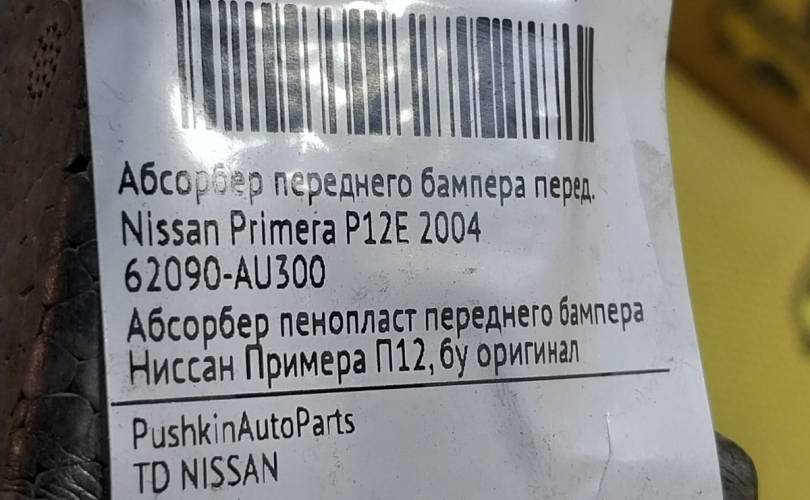 Абсорбер переднего бампера перед.
Nissan Primera P12E 2004
62090-AU300
Абсорбер пенопласт переднего бампера
Ниссан Примера П12, бу оригинал
PushkinAutoParts
TD NISSAN